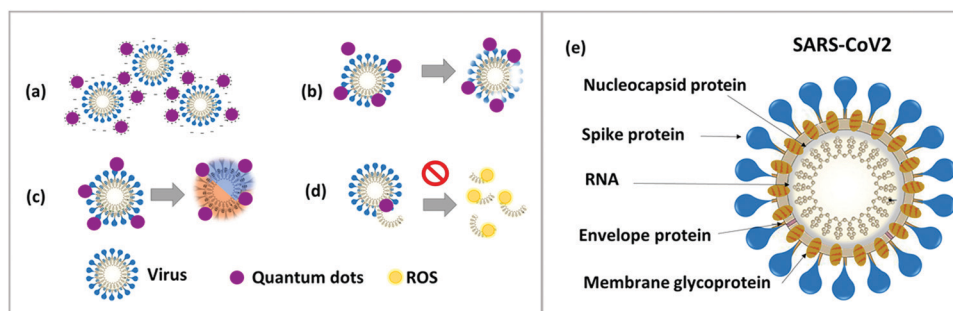 (a)
(b)
(c)
(d)
Virus
Quantum dots
ROS
(e)
SARS-CoV2
Nucleocapsid protein
Spike protein
RNA
Envelope protein
Membrane glycoprotein